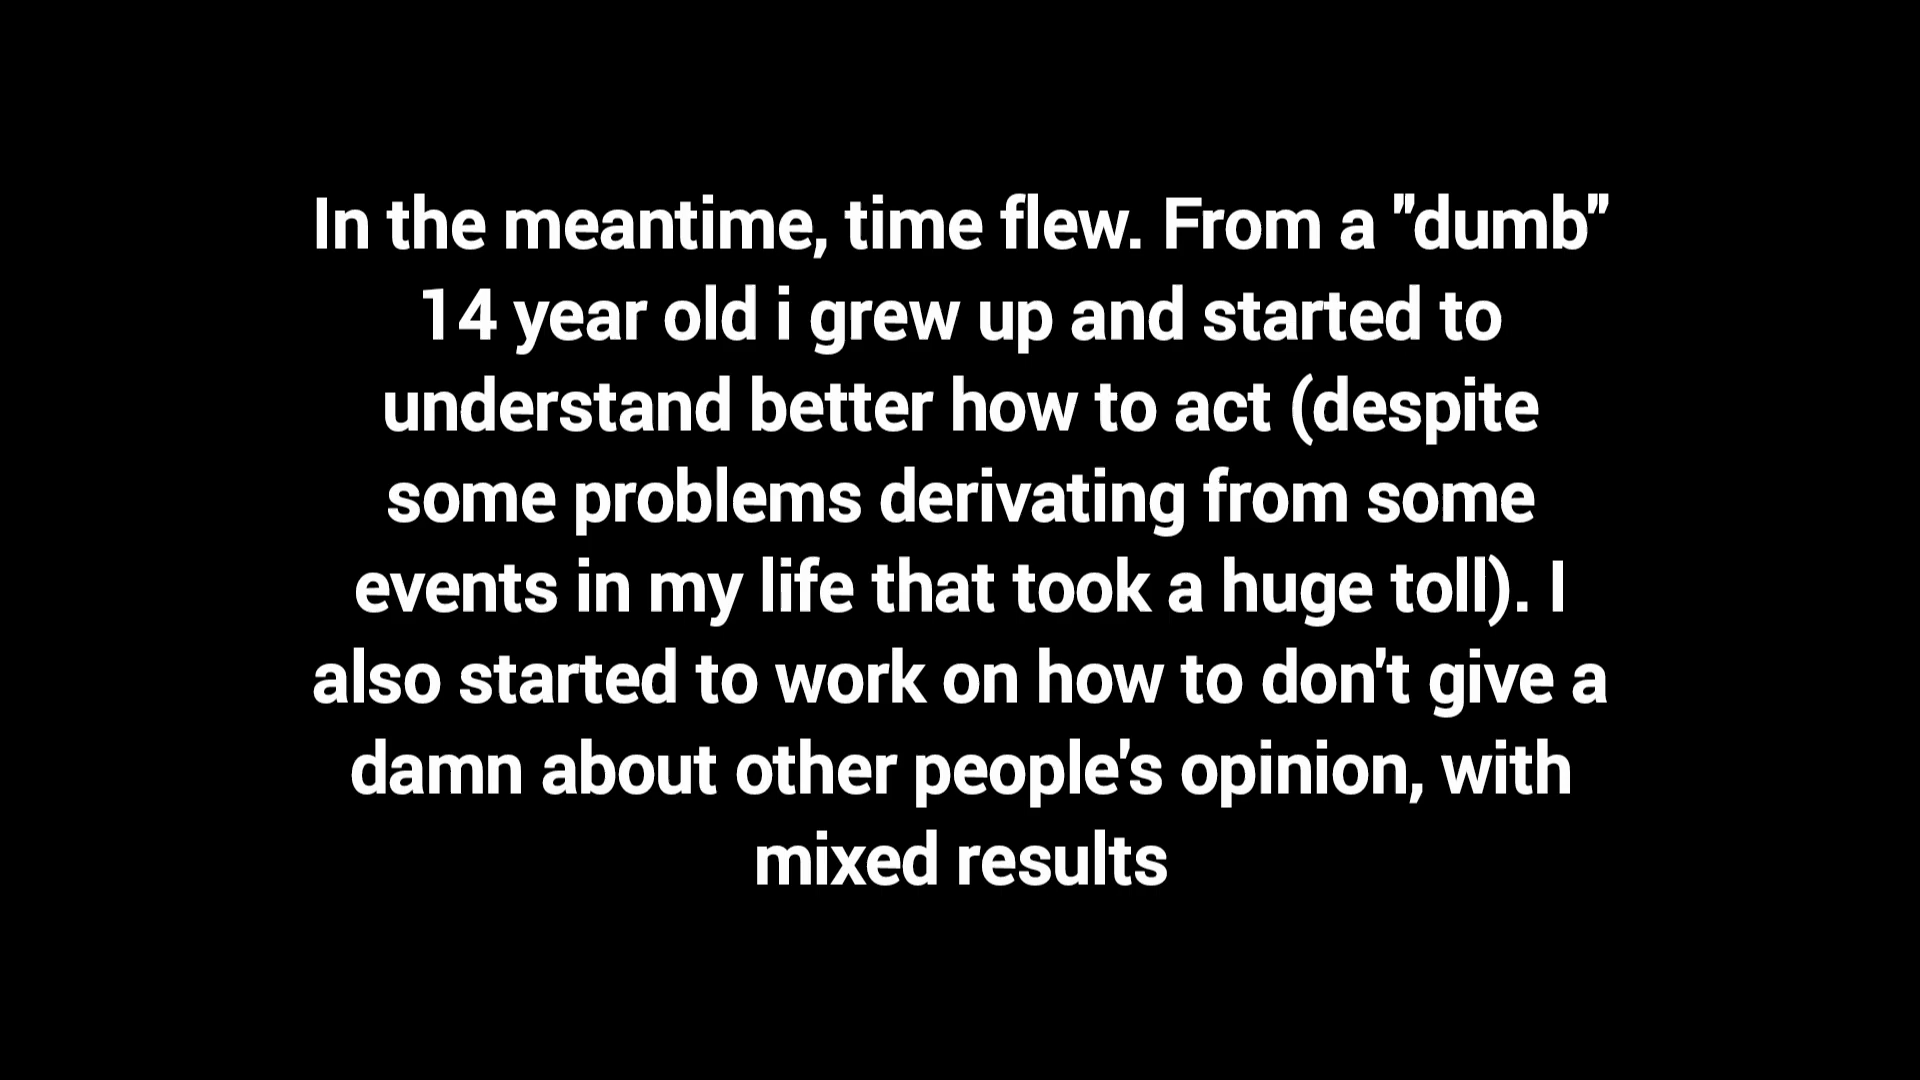 In the meantime, time flew. From a "dumb"
14 year old i grew up and started to
understand better how to act (despite
some problems derivating from some
events in my life that took a huge toll). I
also started to work on how to don't give a
damn about other people's opinion, with
mixed results